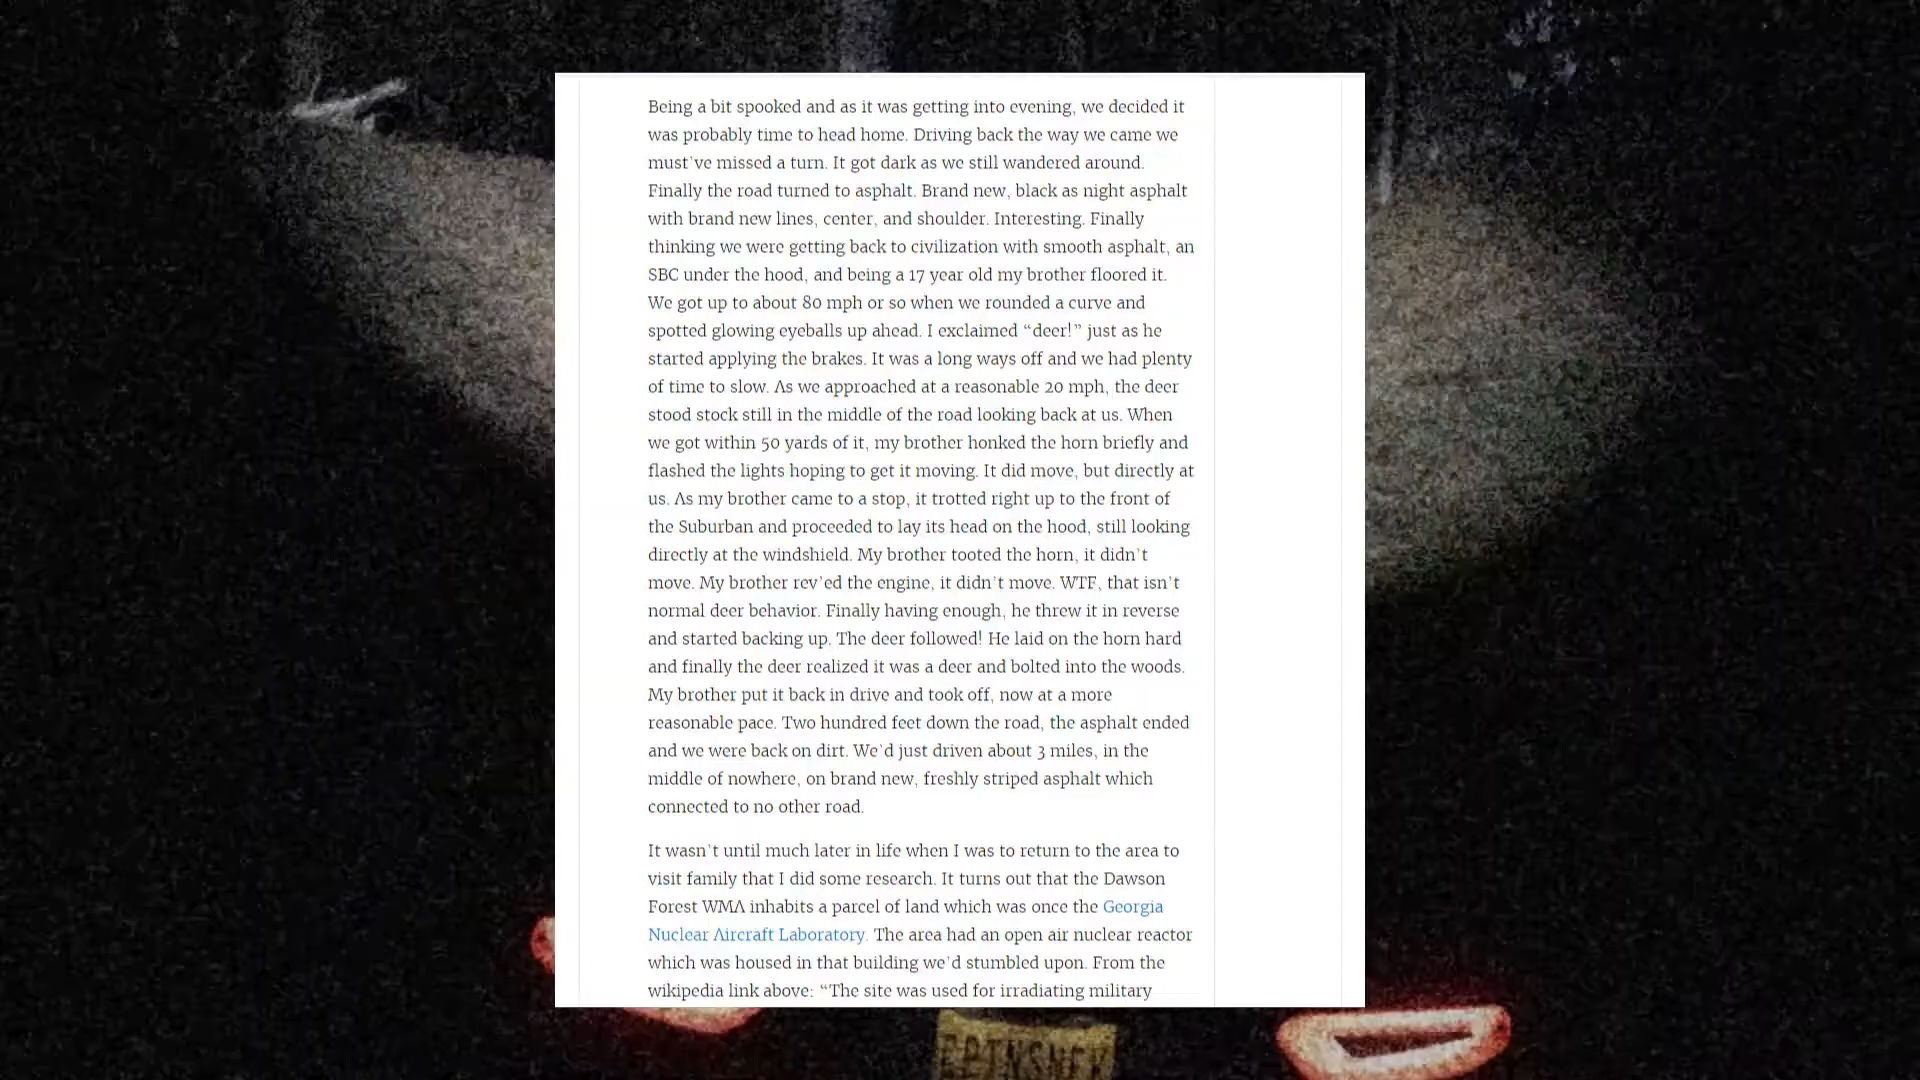 Being a bit spooked and as it was getting into evening, we decided it
was probably time to head home. Driving back the way we came we
must've missed a turn. It got dark as we still wandered around.
Finally the road turned to asphalt. Brand new, black as night asphalt
with brand new lines, center, and shoulder. Interesting. Finally
thinking we were getting back to civilization with smooth asphalt, an
SBC under the hood, and being a 17 year old my brother floored it.
We got up to about 80 mph or so when we rounded a curve and
spotted glowing eyeballs up ahead. I exclaimed “deer!” just as he
started applying the brakes. It was a long ways off and we had plenty
of time to slow. As we approached at a reasonable 20 mph, the deer
stood stock still in the middle of the road looking back at us. When
we got within 50 yards of it, my brother honked the horn briefly and
flashed the lights hoping to get it moving. It did move, but directly at
us. As my brother came to a stop, it trotted right up to the front of
the Suburban and proceeded to lay its head on the hood, still looking
directly at the windshield. My brother tooted the horn, it didn't
move. My brother rev'ed the engine, it didn't move. WTF, that isn't
normal deer behavior. Finally having enough, he threw it in reverse
and started backing up. The deer followed! He laid on the horn hard
and finally the deer realized it was a deer and bolted into the woods.
My brother put it back in drive and took off, now at a more
reasonable pace. Two hundred feet down the road, the asphalt ended
and we were back on dirt. We'd just driven about 3 miles, in the
middle of nowhere, on brand new, freshly striped asphalt which
connected to no other road.
It wasn't until much later in life when I was to return to the area to
visit family that I did some research. It turns out that the Dawson
Forest WMA inhabits a parcel of land which was once the Georgia
Nuclear Aircraft Laboratory. The area had an open air nuclear reactor
which was housed in that building we'd stumbled upon. From the
wikipedia link above: “The site was used for irradiating military